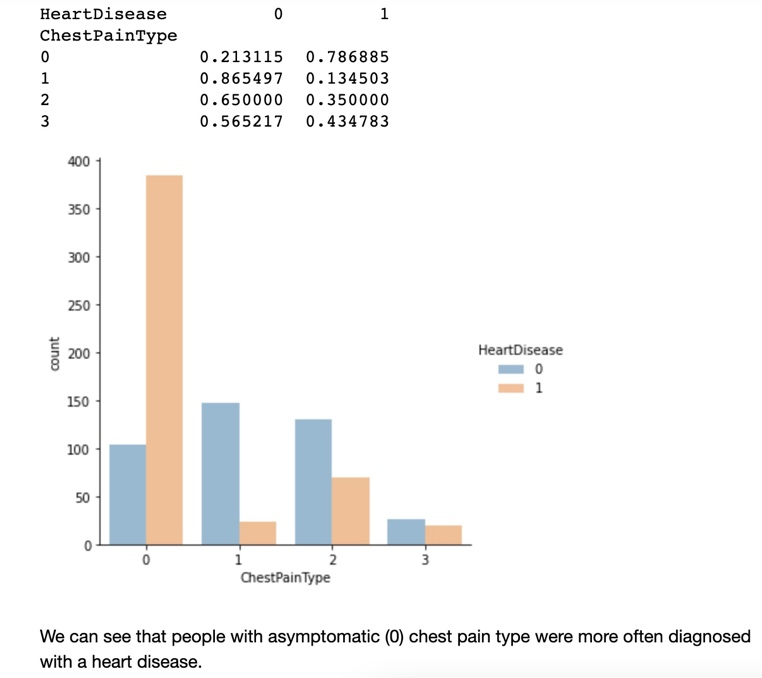 HeartDisease 0 1
ChestPainType
0 0.213115 0.786885
1 0.865497 0.134503
2 0.650000 0.350000
3 0.565217 0.434783
400
350
300
250
200
150
100
50
0
count
0 1 2 3
ChestPainType
HeartDisease
0
1
We can see that people with asymptomatic (0) chest pain type were more often diagnosed
with a heart disease.